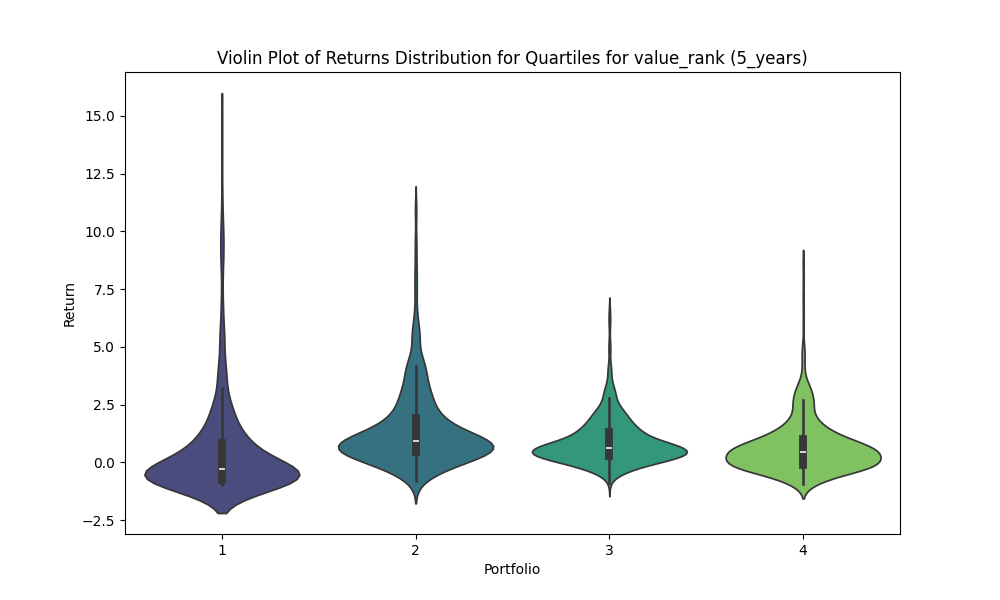 Violin Plot of Returns Distribution for Quartiles for value_rank (5_years)
15.0
12.5
10.0
7.5
5.0
2.5
0.0
−2.5
Return
1 2 3 4
Portfolio